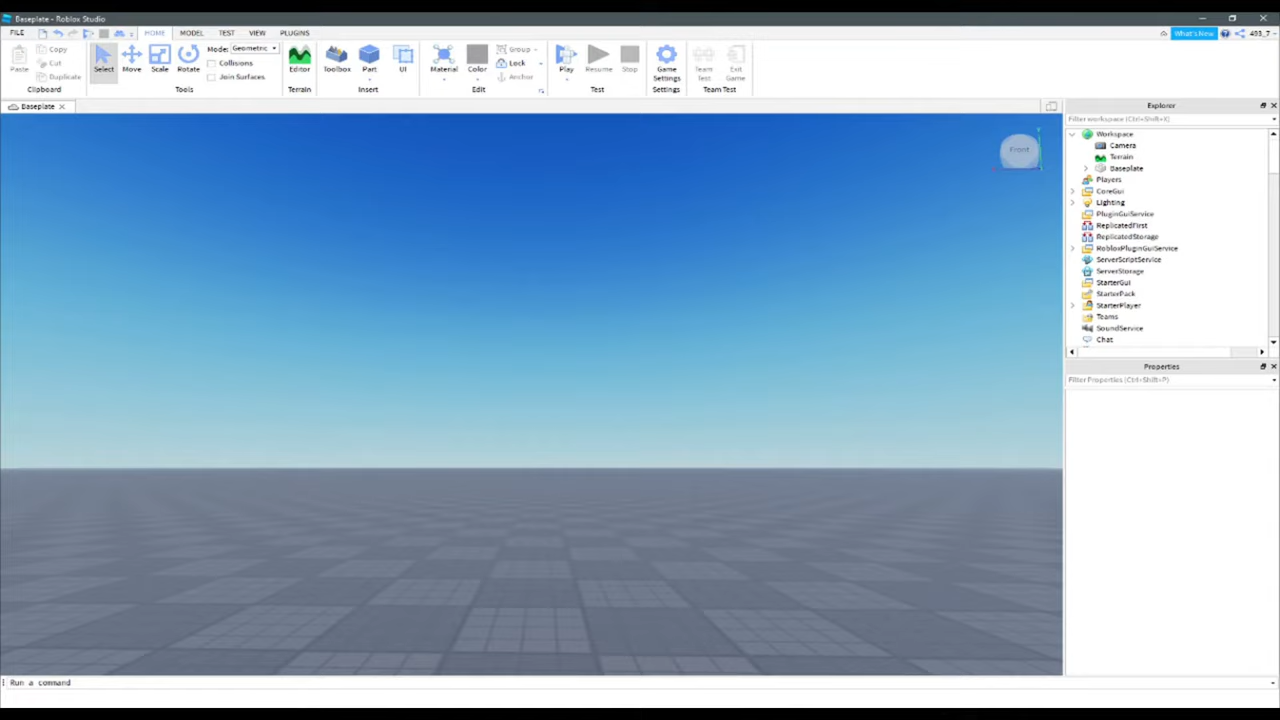 Baseplate - Roblox Studio
FILE HOME MODEL TEST VIEW PLUGINS What's New 493_7
Paste Copy Cut Duplicate Select Move Scale Rotate Mode: Geometric Collisions Join Surfaces Editor Toolbox Part UI Material Color Group Lock Anchor Play Resume Stop Game Settings Team Test Exit Game
Clipboard Tools Terrain Insert Edit Test Settings Team Test
Baseplate
Front
Explorer
Filter workspace (Ctrl+Shift+X)
Workspace
Camera
Terrain
Baseplate
Players
CoreGui
Lighting
PluginGuiService
ReplicatedFirst
ReplicatedStorage
RobloxPluginGuiService
ServerScriptService
ServerStorage
StarterGui
StarterPack
StarterPlayer
Teams
SoundService
Chat
Properties
Filter Properties (Ctrl+Shift+P)
Run a command